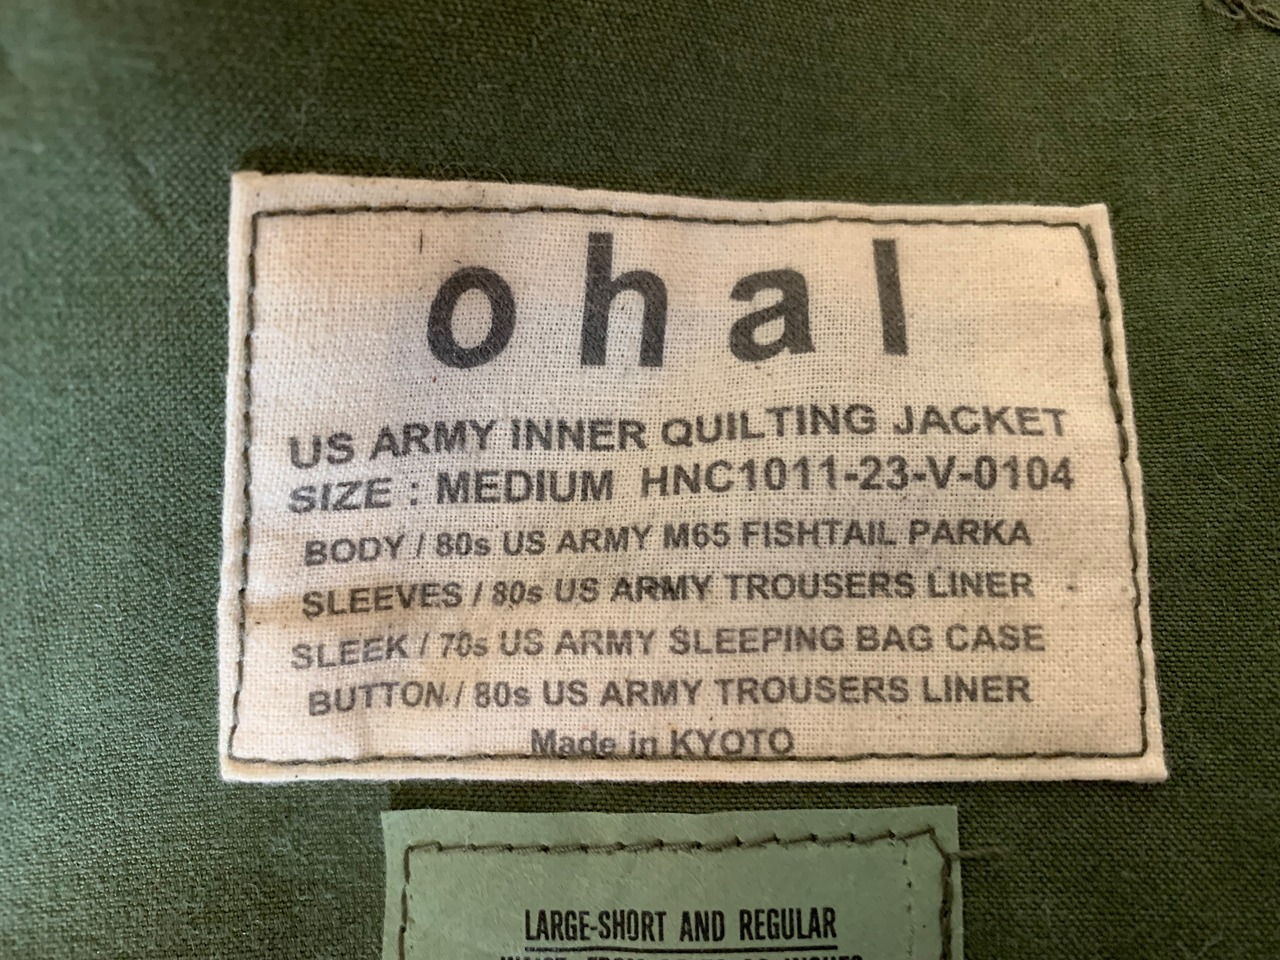 ohal
US ARMY INNER QUILTING JACKET
SIZE : MEDIUM HNC1011-23-V-0104
BODY / 80s US ARMY M65 FISHTAIL PARKA
SLEEVES / 80s US ARMY TROUSERS LINER
SLEEK / 70s US ARMY SLEEPING BAG CASE
BUTTON / 80s US ARMY TROUSERS LINER
Made in KYOTO
LARGE-SHORT AND REGULAR